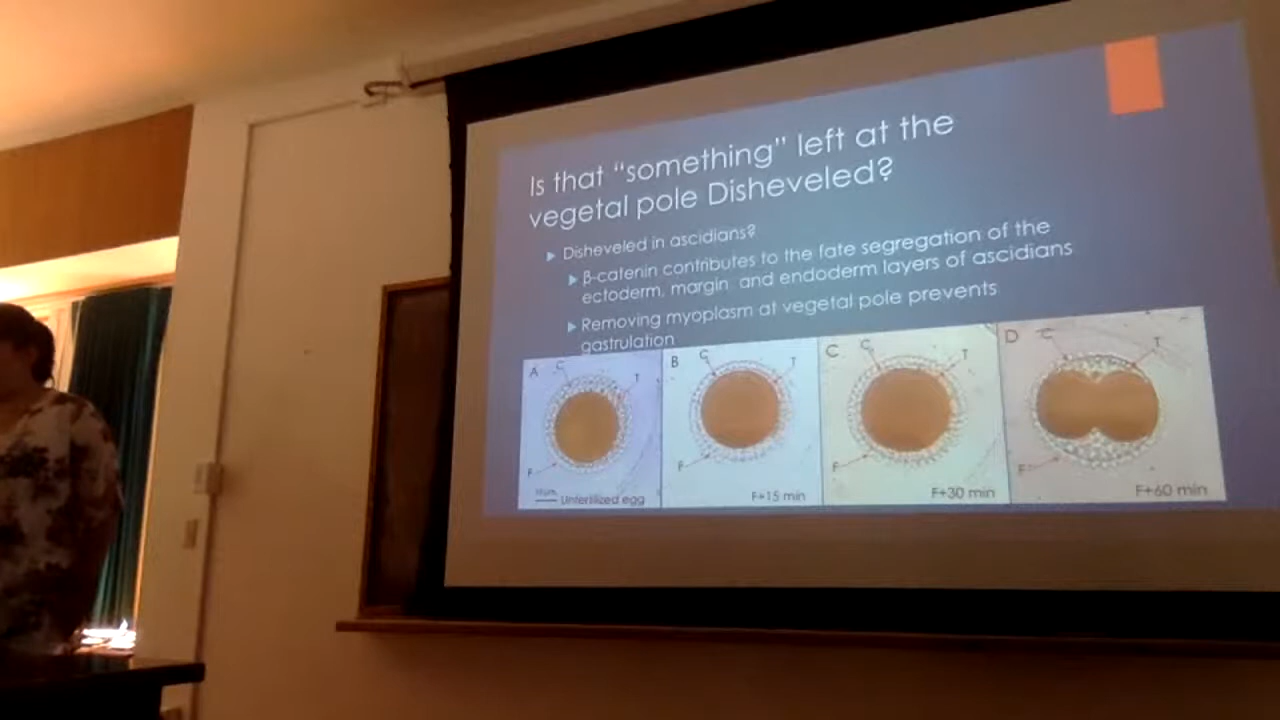 Is that “something” left at the
vegetal pole Disheveled?
Disheveled in ascidians?
β-catenin contributes to the fate segregation of the
ectoderm, margin and endoderm layers of ascidians
Removing myoplasm at vegetal pole prevents
gastrulation
A C T F Unfertilized egg
B C T F F+15 min
C C T F F+30 min
D C T F F+60 min